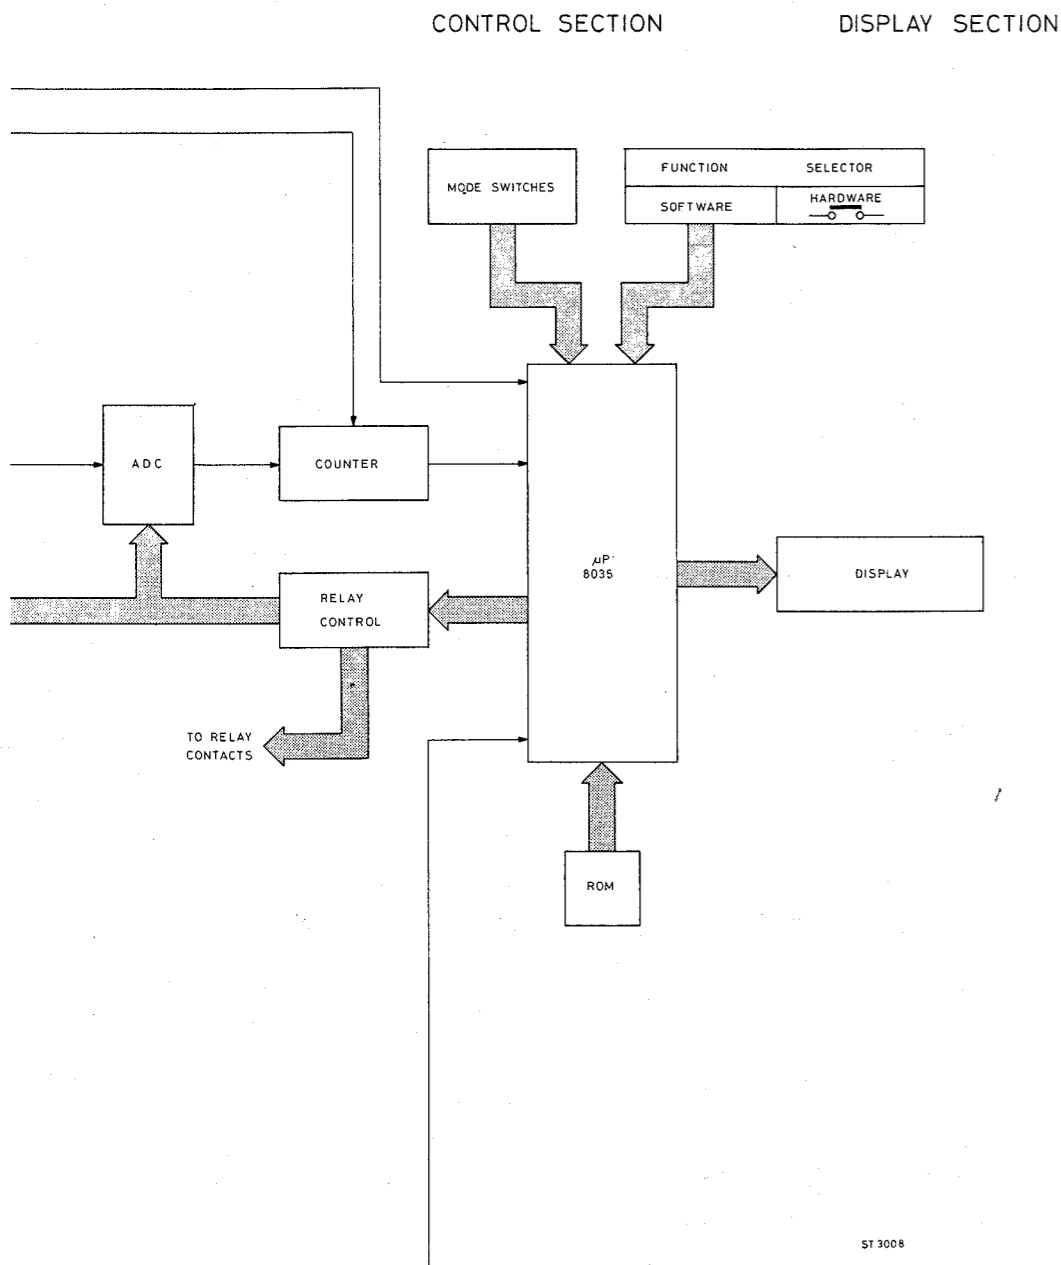 CONTROL SECTION
DISPLAY SECTION
MODE SWITCHES
FUNCTION SELECTOR
SOFTWARE
HARDWARE
ADC
COUNTER
μP
8035
DISPLAY
RELAY
CONTROL
TO RELAY
CONTACTS
ROM
ST 3008